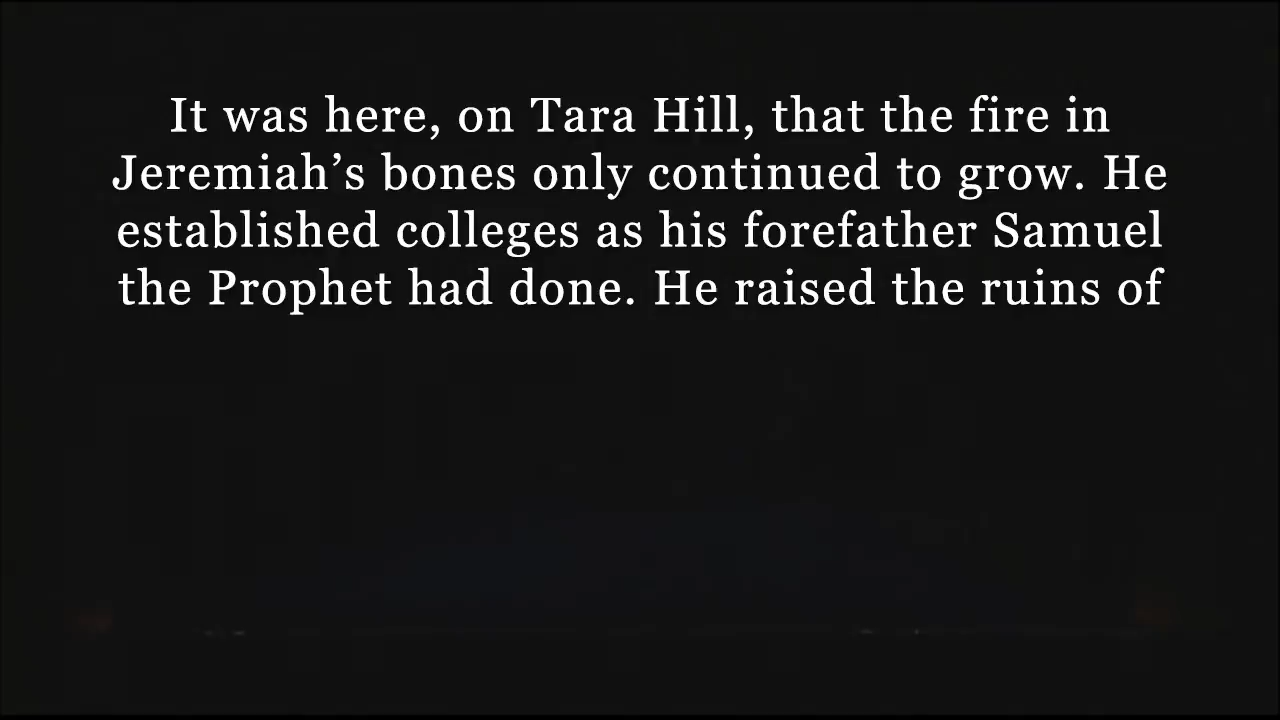 It was here, on Tara Hill, that the fire in
Jeremiah’s bones only continued to grow. He
established colleges as his forefather Samuel
the Prophet had done. He raised the ruins of